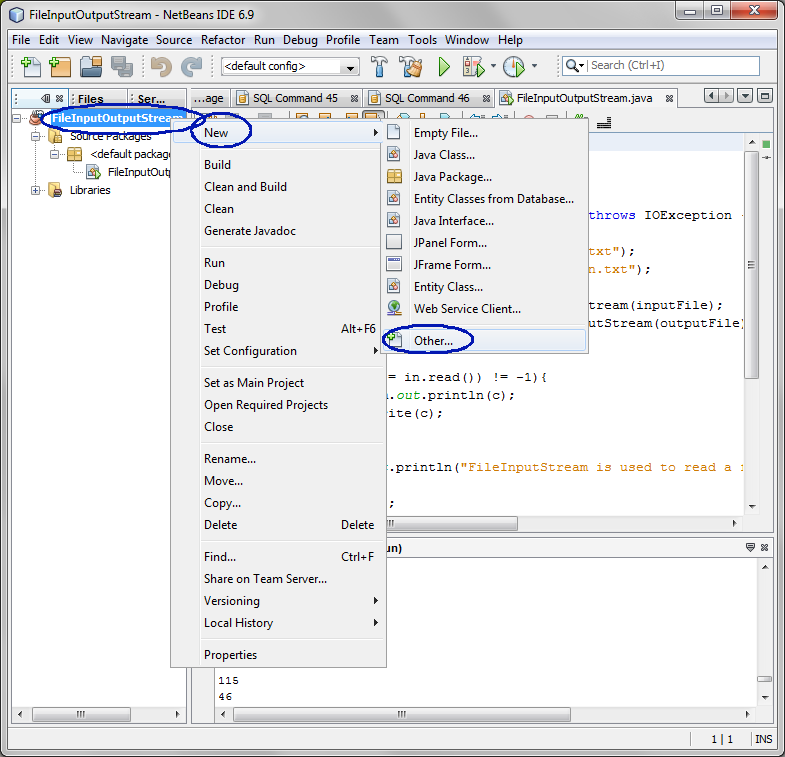 FileInputOutputStream - NetBeans IDE 6.9
File Edit View Navigate Source Refactor Run Debug Profile Team Tools Window Help
<default config> Search (Ctrl+I)
Files Ser... ...age SQL Command 45 SQL Command 46 FileInputOutputStream.java
FileInputOutputStream
Source Packages
<default package
FileInputOutp
Libraries
New
Build
Clean and Build
Clean
Generate Javadoc
Run
Debug
Profile
Test Alt+F6
Set Configuration
Set as Main Project
Open Required Projects
Close
Rename...
Move...
Copy...
Delete Delete
Find... Ctrl+F
Share on Team Server...
Versioning
Local History
Properties
Empty File...
Java Class...
Java Package...
Entity Classes from Database...
Java Interface...
JPanel Form...
JFrame Form...
Entity Class...
Web Service Client...
Other...
throws IOException
txt");
n.txt");
tream(inputFile);
utStream(outputFile)
= in.read()) != -1){
.out.println(c);
ite(c);
.println("FileInputStream is used to read a
;
un)
115
46
1 | 1 INS